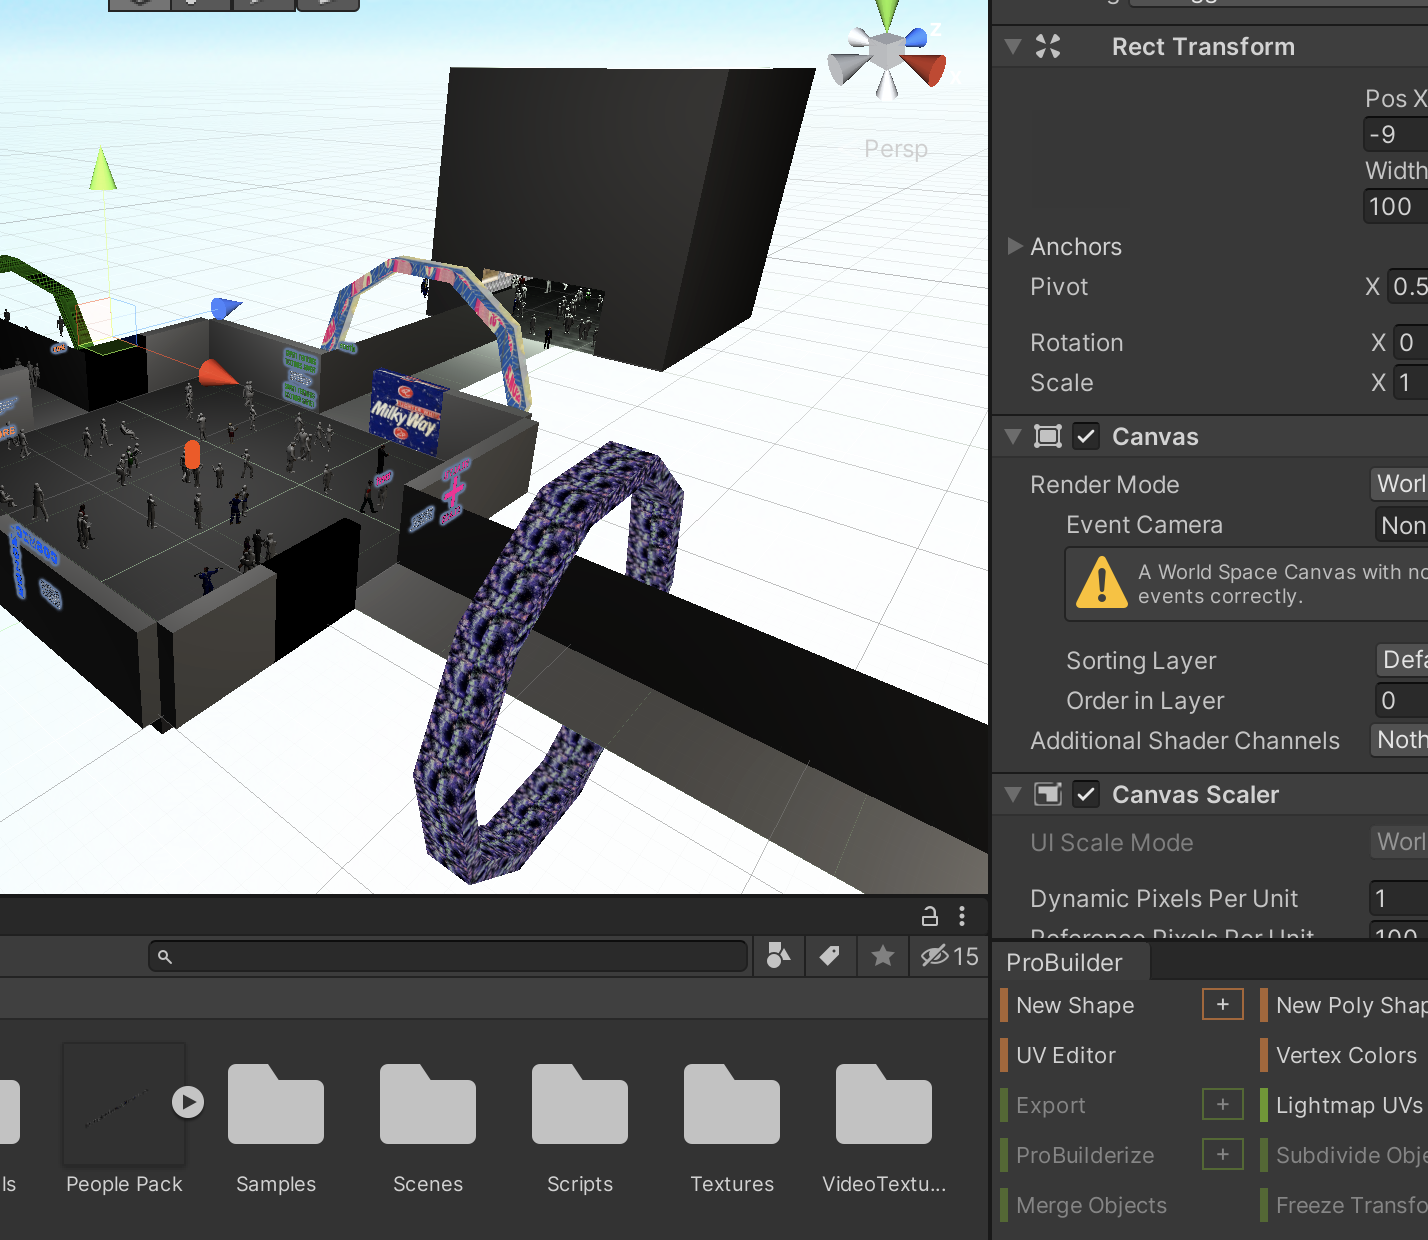 z
Persp
Milky Way
15
People Pack
Samples
Scenes
Scripts
Textures
VideoTextu...
ls
Rect Transform
Pos X
-9
Width
100
Anchors
Pivot
X 0.5
Rotation
X 0
Scale
X 1
Canvas
Render Mode
Worl
Event Camera
Non
A World Space Canvas with no
events correctly.
Sorting Layer
Defa
Order in Layer
0
Additional Shader Channels
Noth
Canvas Scaler
UI Scale Mode
Worl
Dynamic Pixels Per Unit
1
Reference Pixels Per Unit
100
ProBuilder
New Shape
+
New Poly Shap
UV Editor
Vertex Colors
Export
+
Lightmap UVs
ProBuilderize
+
Subdivide Obje
Merge Objects
Freeze Transfo